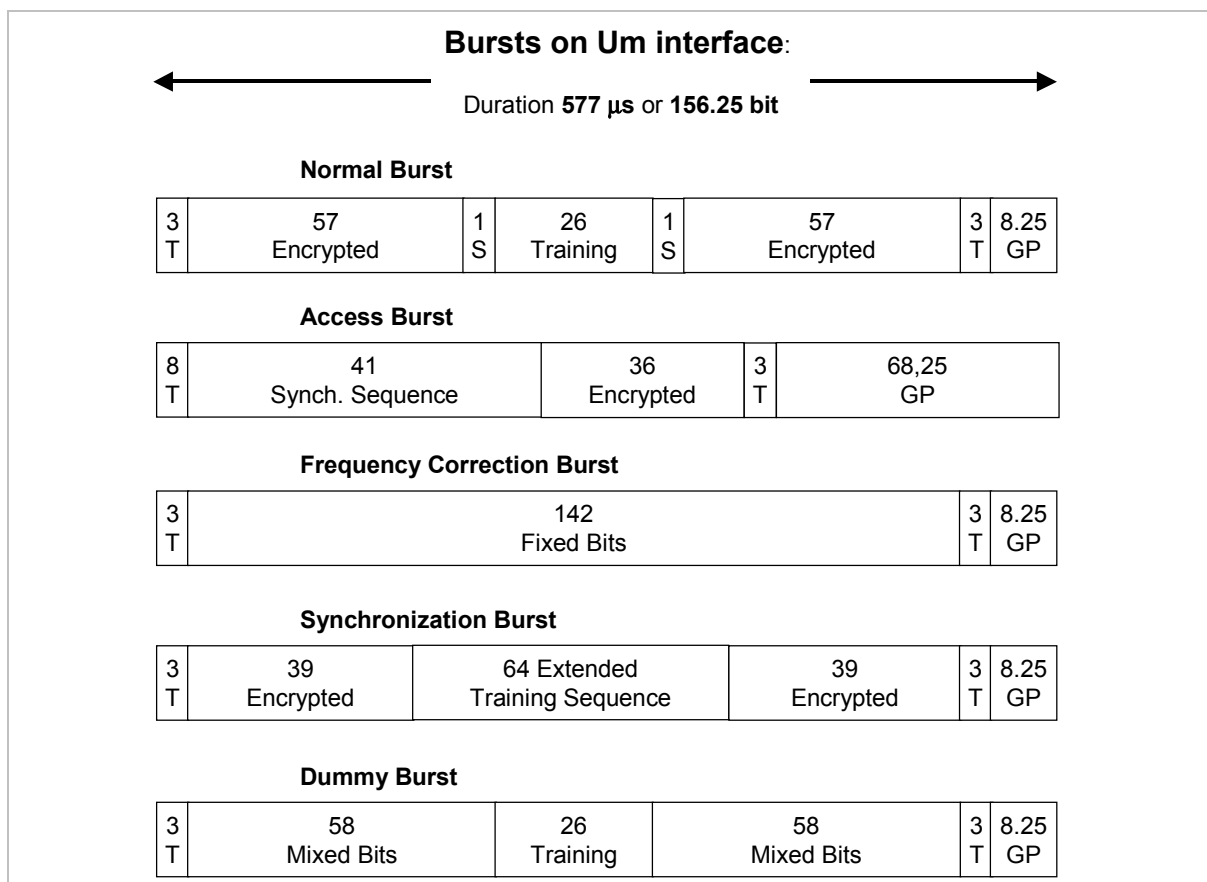 Bursts on Um interface:
Duration 577 μs or 156.25 bit
Normal Burst
3 57 1 26 1 57 3 8.25
T Encrypted S Training S Encrypted T GP
Access Burst
8 41 36 3 68,25
T Synch. Sequence Encrypted T GP
Frequency Correction Burst
3 142 3 8.25
T Fixed Bits T GP
Synchronization Burst
3 39 64 Extended 39 3 8.25
T Encrypted Training Sequence Encrypted T GP
Dummy Burst
3 58 26 58 3 8.25
T Mixed Bits Training Mixed Bits T GP